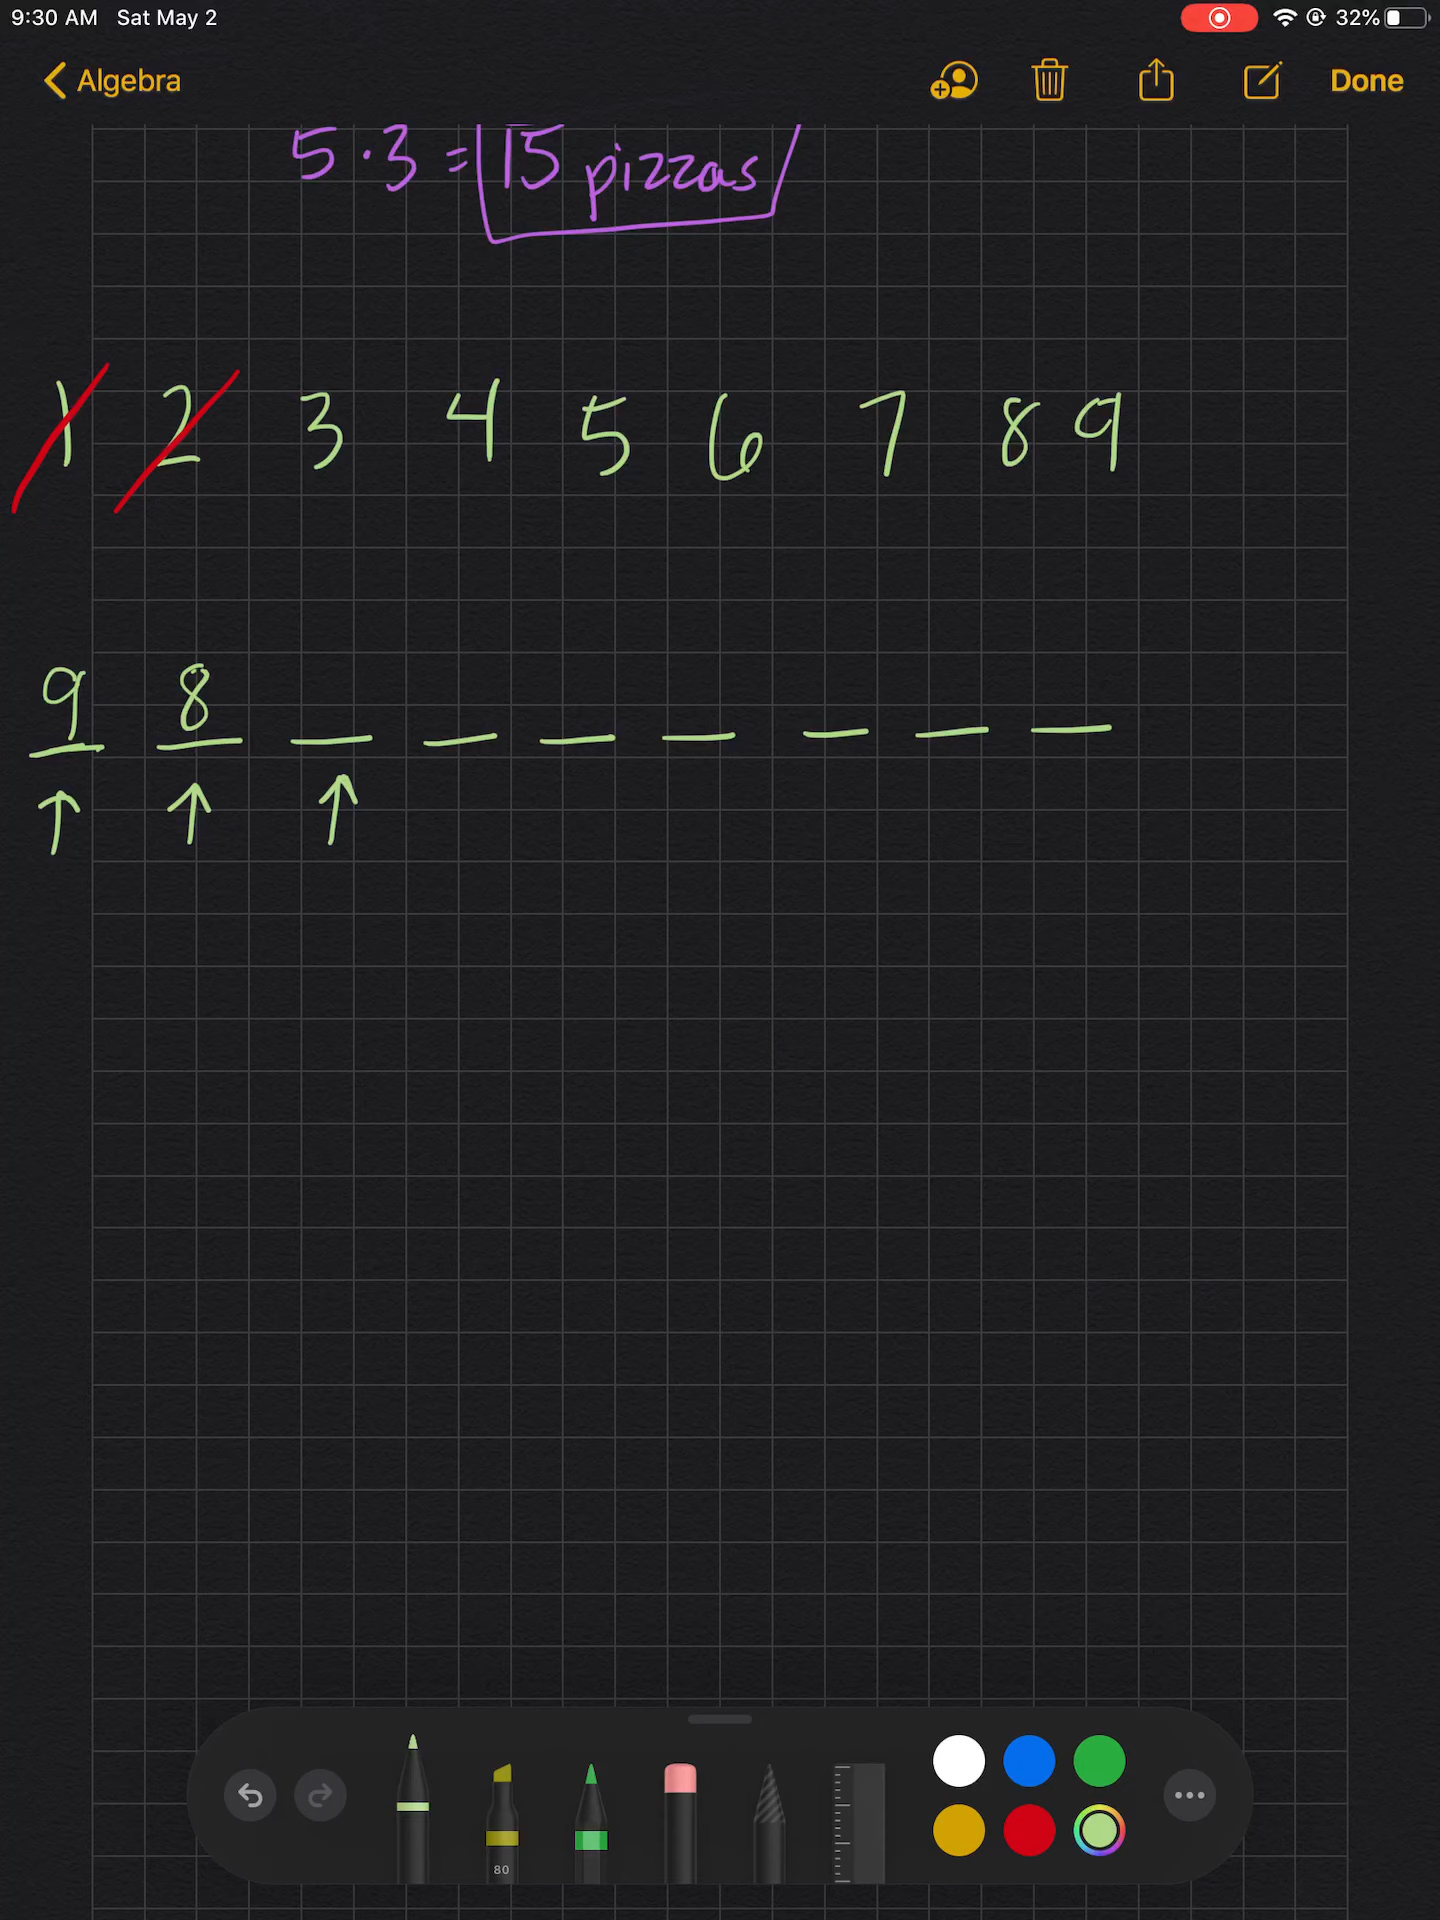 9:30 AM Sat May 2 32%
Algebra Done
5 · 3 = 15 pizzas
1 2 3 4 5 6 7 8 9
9 8
80